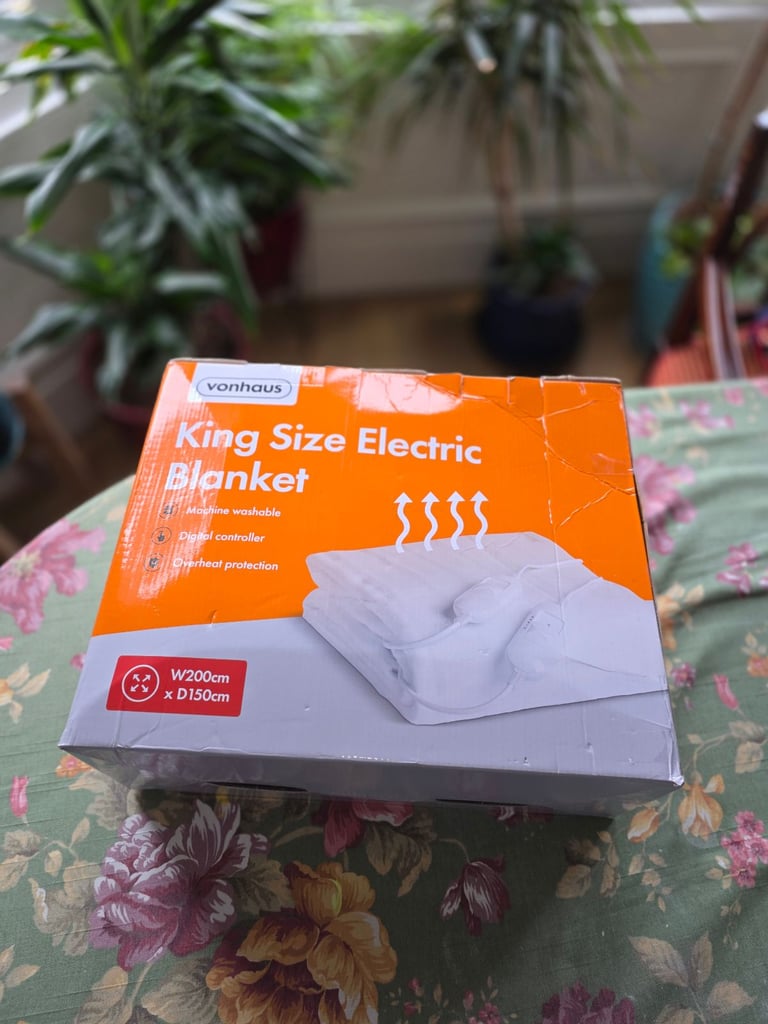 vonhaus
King Size Electric
Blanket
Machine washable
Digital controller
Overheat protection
W200cm
x D150cm